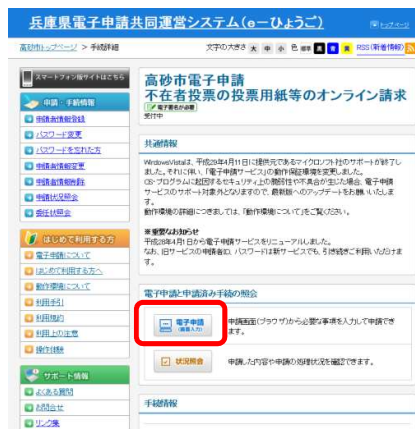 兵庫県電子申請共同運営システム(e-ひょうご)
高砂市トップページ > 手続詳細
文字の大きさ 大 中 小 色 標準 黒 青 黄 RSS(新着情報)
スマートフォン版サイトはこちら
申請・手続情報
申請者情報登録
パスワード変更
パスワードを忘れた方
申請者情報変更
申請者情報削除
申請状況照会
委任状照会
はじめて利用する方
電子申請について
はじめて利用する方へ
動作環境について
利用手引
利用規約
利用上の注意
操作体験
サポート情報
よくある質問
お問合せ
リンク集
高砂市電子申請
不在者投票の投票用紙等のオンライン請求
電子署名が必要
受付中
共通情報
WindowsVistaは、平成29年4月11日に提供元であるマイクロソフト社のサポートが終了し
ました。それに伴い、「電子申請サービス」の動作保証環境を変更しました。
OS・プログラムに起因するセキュリティ上の脆弱性や不具合が生じた場合、電子申請
サービスのサポート対象外となりますので、最新版へのアップデートをお願いいたしま
す。
動作環境の詳細につきましては、「動作環境について」をご覧ください。
※重要なお知らせ
平成28年4月1日から電子申請サービスをリニューアルしました。
なお、旧サービスでの申請者ID、パスワードは新サービスでも、引き続きご利用いただけま
す。
電子申請と申請済み手続の照会
電子申請
(画面入力)
申請画面(ブラウザ)から必要な事項を入力して申請でき
ます。
状況照会
申請した内容や申請の処理状況を確認できます。
手続情報